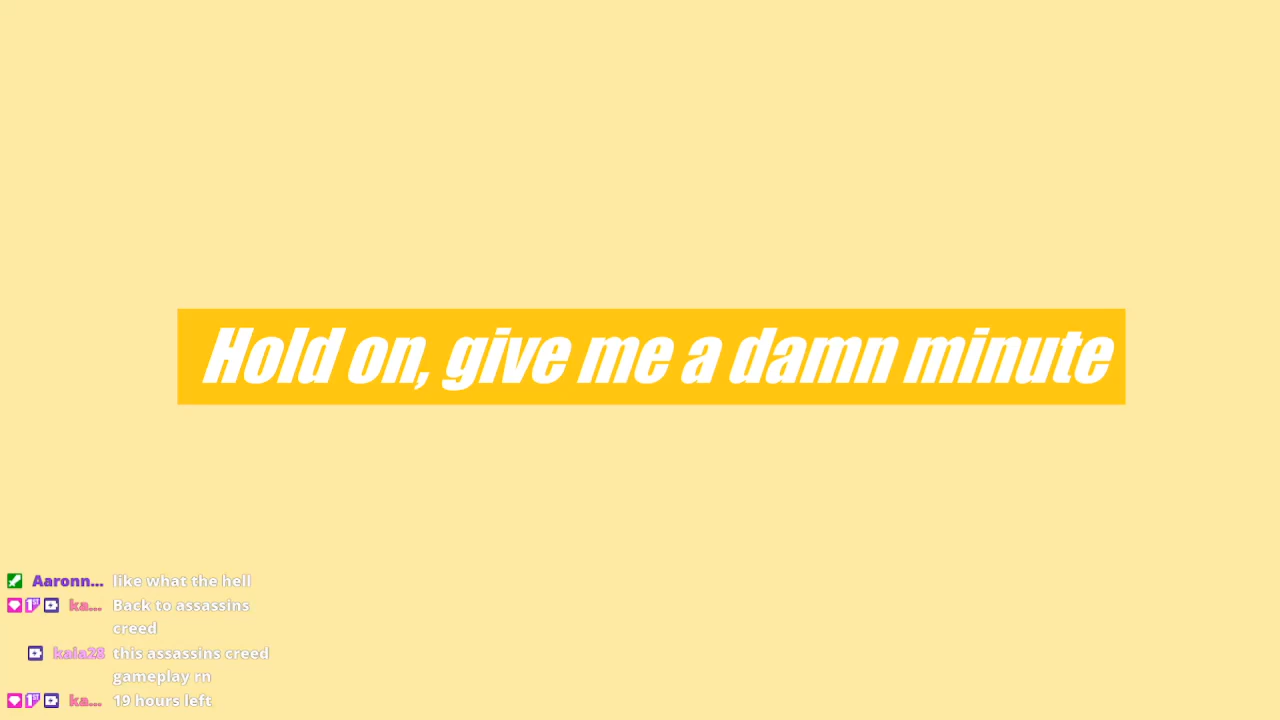 Hold on, give me a damn minute
Aaronn... like what the hell
ka... Back to assassins
creed
kala28 this assassins creed
gameplay rn
ka... 19 hours left